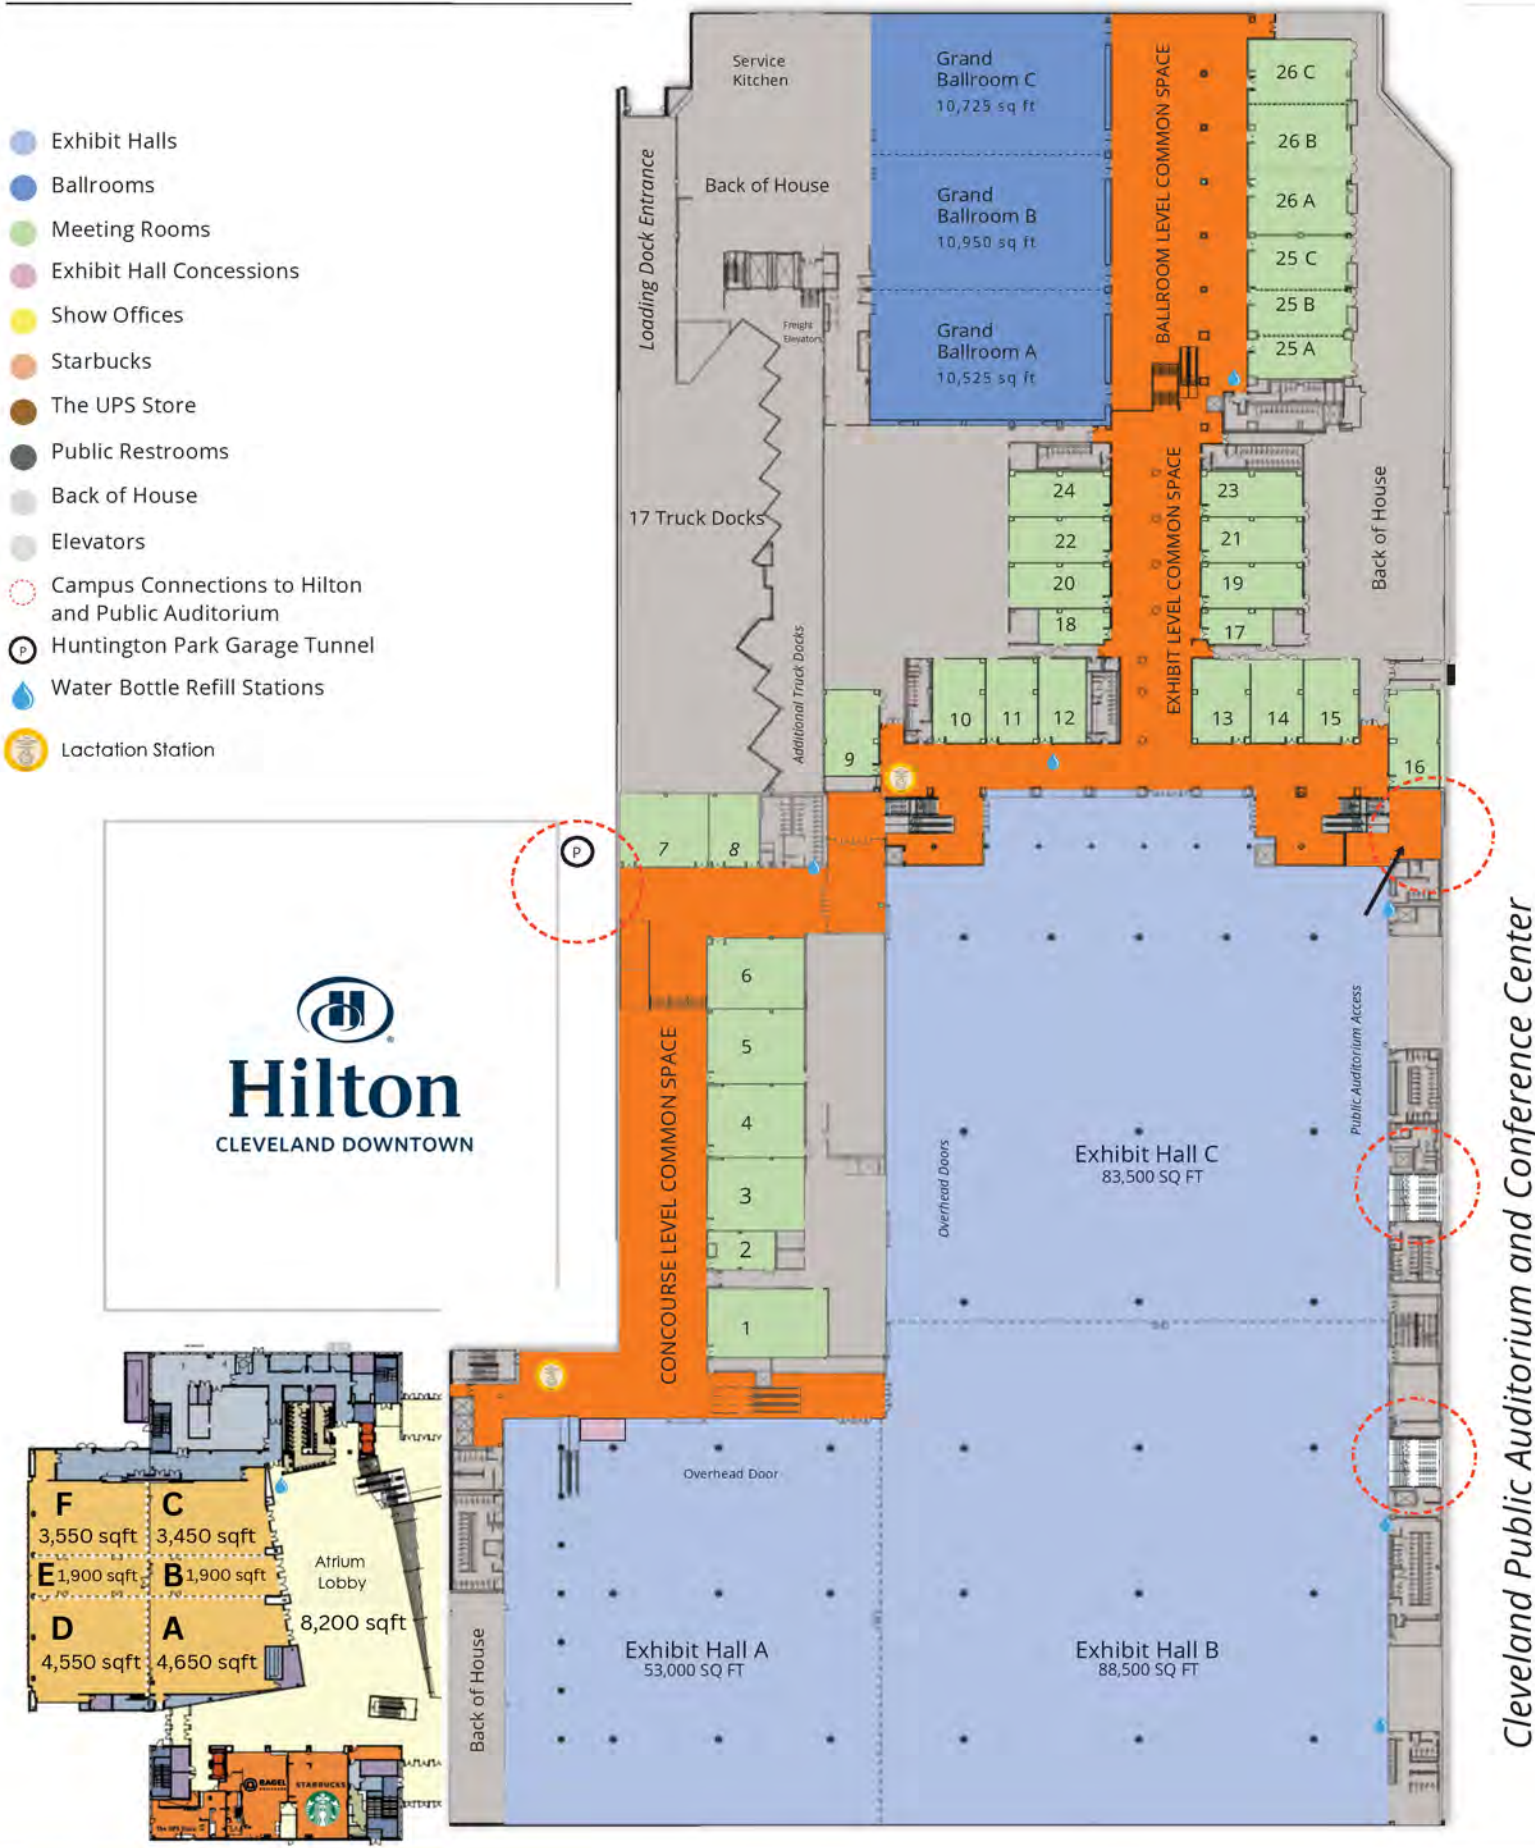 Exhibit Halls
Ballrooms
Meeting Rooms
Exhibit Hall Concessions
Show Offices
Starbucks
The UPS Store
Public Restrooms
Back of House
Elevators
Campus Connections to Hilton
and Public Auditorium
P
Huntington Park Garage Tunnel
Water Bottle Refill Stations
Lactation Station
Service
Kitchen
Back of House
Loading Dock Entrance
Freight
Elevators
17 Truck Docks
Additional Truck Docks
Grand
Ballroom C
10,725 sq ft
Grand
Ballroom B
10,950 sq ft
Grand
Ballroom A
10,525 sq ft
BALLROOM LEVEL COMMON SPACE
26 C
26 B
26 A
25 C
25 B
25 A
EXHIBIT LEVEL COMMON SPACE
Back of House
24
22
20
18
23
21
19
17
9
10
11
12
13
14
15
16
7
8
P
H
Hilton
CLEVELAND DOWNTOWN
CONCOURSE LEVEL COMMON SPACE
6
5
4
3
2
1
Overhead Doors
Exhibit Hall C
83,500 SQ FT
Public Auditorium Access
Cleveland Public Auditorium and Conference Center
Overhead Door
Exhibit Hall A
53,000 SQ FT
Exhibit Hall B
88,500 SQ FT
Back of House
F
3,550 sqft
C
3,450 sqft
E 1,900 sqft
B 1,900 sqft
D
4,550 sqft
A
4,650 sqft
Atrium
Lobby
8,200 sqft
BAGEL
STARBUCKS
The UPS Store